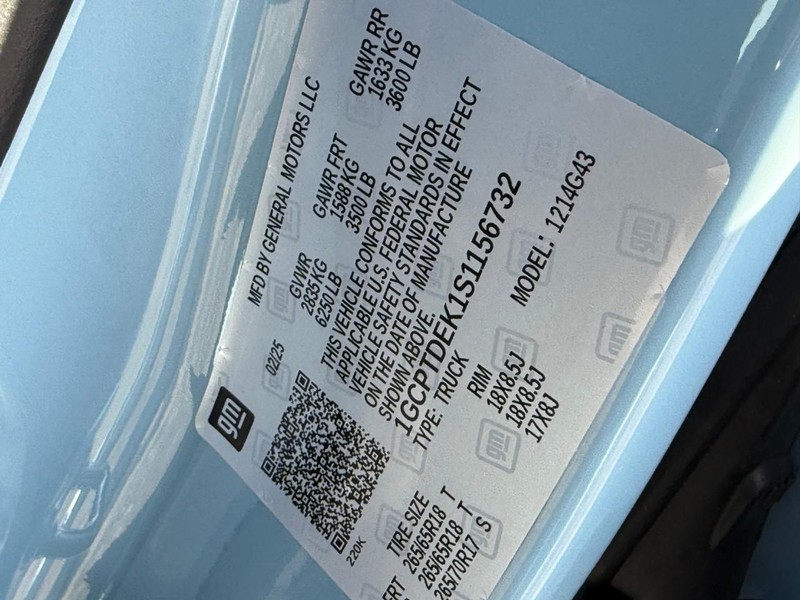 gm
MFD BY GENERAL MOTORS LLC
02/25
GVWR
2835 KG
6250 LB
GAWR FRT
1588 KG
3500 LB
GAWR RR
1633 KG
3600 LB
THIS VEHICLE CONFORMS TO ALL
APPLICABLE U.S. FEDERAL MOTOR
VEHICLE SAFETY STANDARDS IN EFFECT
ON THE DATE OF MANUFACTURE
SHOWN ABOVE.
1GCPTDEK1S1156732
TYPE: TRUCK
MODEL: 1214G43
220K
TIRE SIZE
RIM
265/65R18 T
18X8.5J
265/65R18 T
18X8.5J
265/70R17 S
17X8J